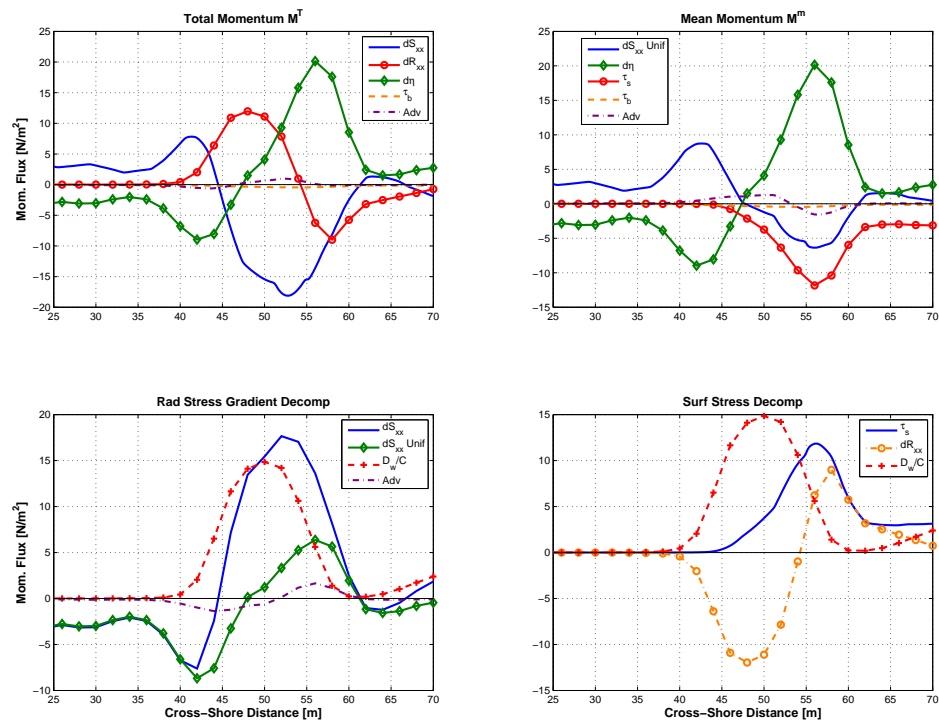 Total Momentum M^T
Mom. Flux [N/m²]
25
20
15
10
5
0
−5
−10
−15
−20
25 30 35 40 45 50 55 60 65 70
dS_xx
dR_xx
dη
τ_b
Adv
Mean Momentum M^m
25
20
15
10
5
0
−5
−10
−15
25 30 35 40 45 50 55 60 65 70
dS_xx Unif
dη
τ_s
τ_b
Adv
Rad Stress Gradient Decomp
Mom. Flux [N/m²]
20
15
10
5
0
−5
−10
25 30 35 40 45 50 55 60 65 70
Cross−Shore Distance [m]
dS_xx
dS_xx Unif
D_w/C
Adv
Surf Stress Decomp
15
10
5
0
−5
−10
−15
25 30 35 40 45 50 55 60 65 70
Cross−Shore Distance [m]
τ_s
dR_xx
D_w/C